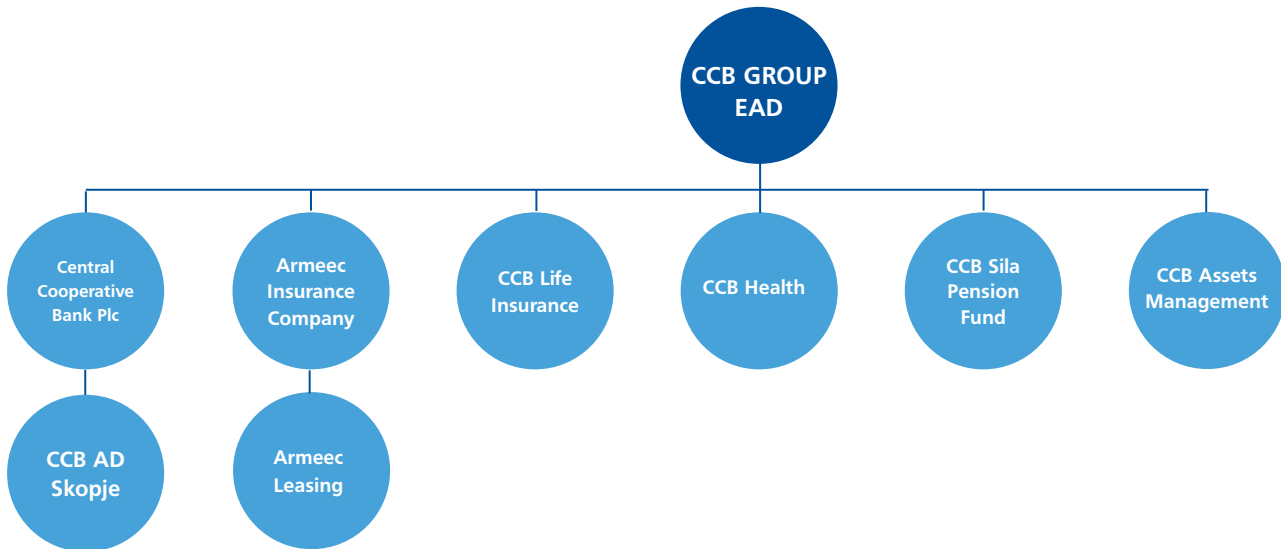 CCB GROUP
EAD
Central
Cooperative
Bank Plc
Armeec
Insurance
Company
CCB Life
Insurance
CCB Health
CCB Sila
Pension
Fund
CCB Assets
Management
CCB AD
Skopje
Armeec
Leasing